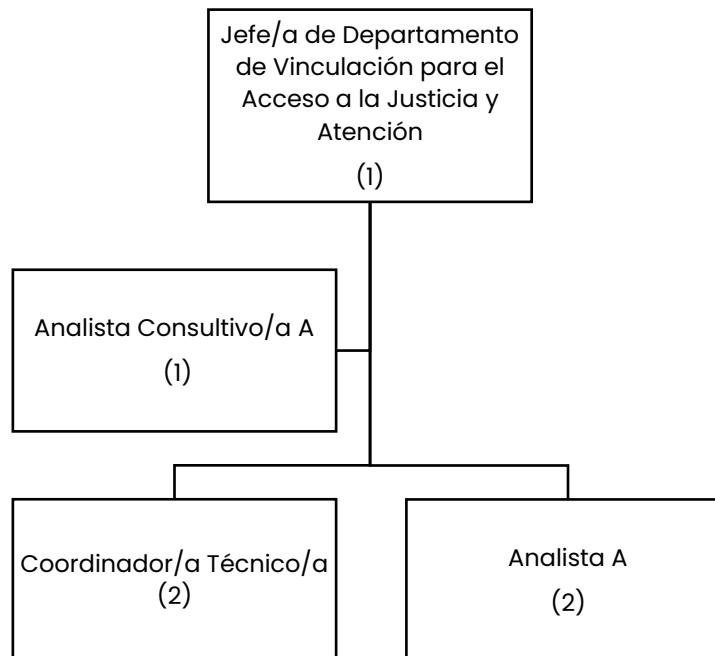 Jefe/a de Departamento
de Vinculación para el
Acceso a la Justicia y
Atención
(1)
Analista Consultivo/a A
(1)
Coordinador/a Técnico/a
(2)
Analista A
(2)